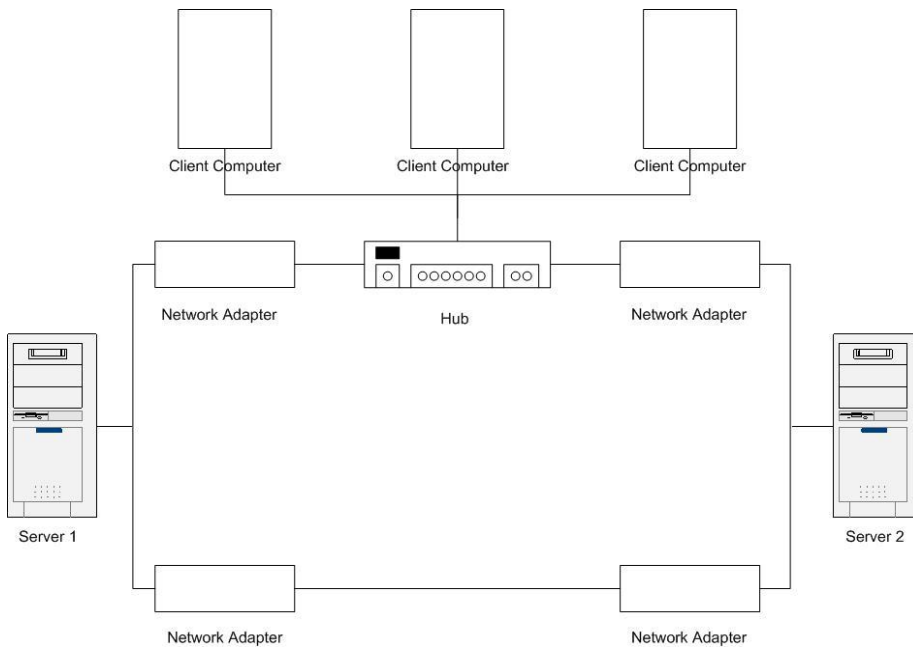 Client Computer
Client Computer
Client Computer
Network Adapter
Hub
Network Adapter
Server 1
Server 2
Network Adapter
Network Adapter